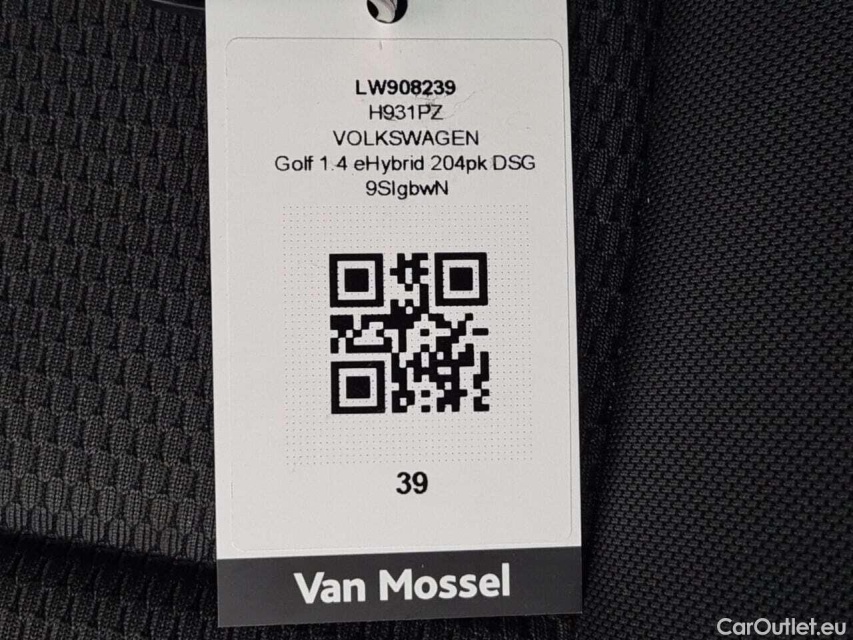 LW908239
H931PZ
VOLKSWAGEN
Golf 1.4 eHybrid 204pk DSG
9SIgbwN
39
Van Mossel
CarOutlet.eu